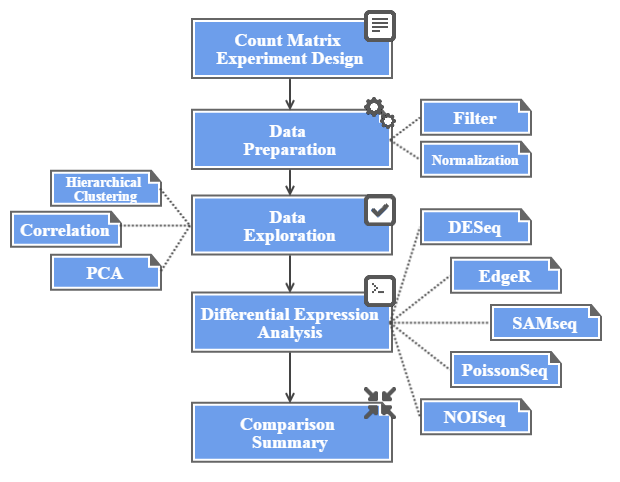 Count Matrix
Experiment Design
Data
Preparation
Filter
Normalization
Hierarchical
Clustering
Correlation
PCA
Data
Exploration
DESeq
EdgeR
SAMseq
PoissonSeq
NOISeq
Differential Expression
Analysis
Comparison
Summary